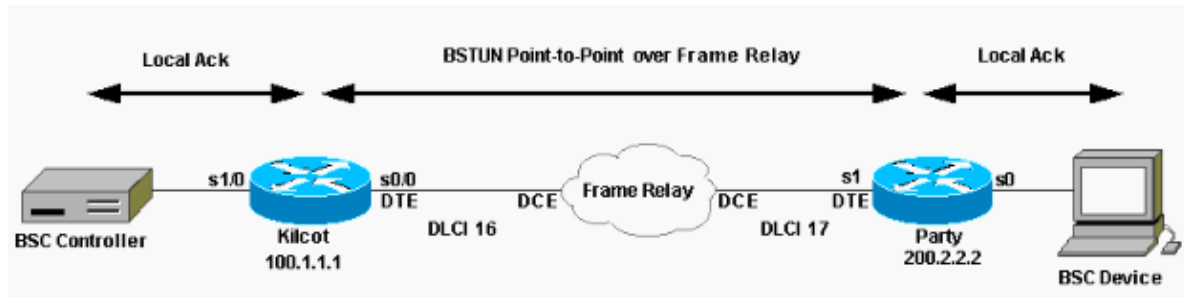 Local Ack
BSTUN Point-to-Point over Frame Relay
Local Ack
s1/0
s0/0
DTE
DCE
Frame Relay
DCE
s1
DTE
s0
BSC Controller
Kilcot
100.1.1.1
DLCI 16
DLCI 17
Party
200.2.2.2
BSC Device